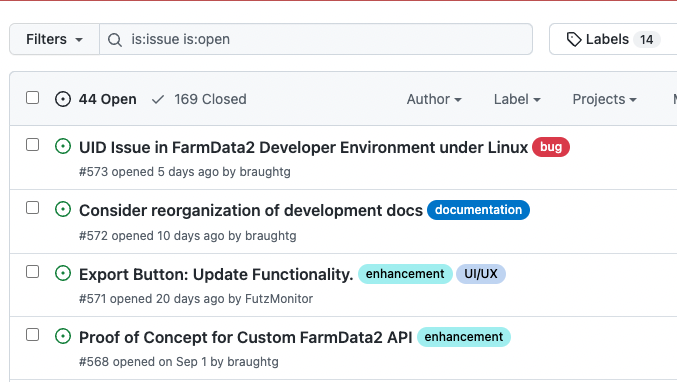 Filters is:issue is:open Labels 14
44 Open 169 Closed Author Label Projects
UID Issue in FarmData2 Developer Environment under Linux bug
#573 opened 5 days ago by braughtg
Consider reorganization of development docs documentation
#572 opened 10 days ago by braughtg
Export Button: Update Functionality. enhancement UI/UX
#571 opened 20 days ago by FutzMonitor
Proof of Concept for Custom FarmData2 API enhancement
#568 opened on Sep 1 by braughtg